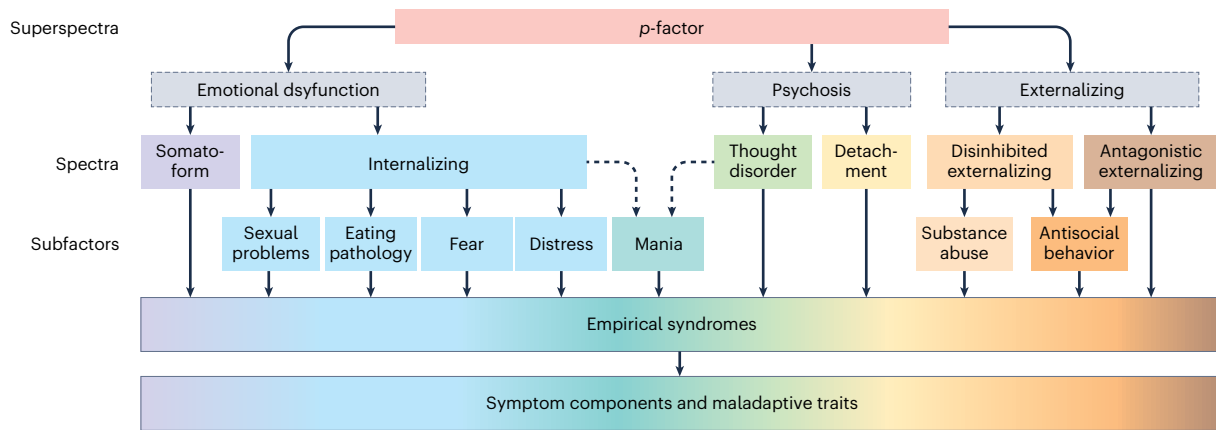 Superspectra
p-factor
Emotional dsyfunction
Psychosis
Externalizing
Spectra
Somato-
form
Internalizing
Thought
disorder
Detach-
ment
Disinhibited
externalizing
Antagonistic
externalizing
Subfactors
Sexual
problems
Eating
pathology
Fear
Distress
Mania
Substance
abuse
Antisocial
behavior
Empirical syndromes
Symptom components and maladaptive traits